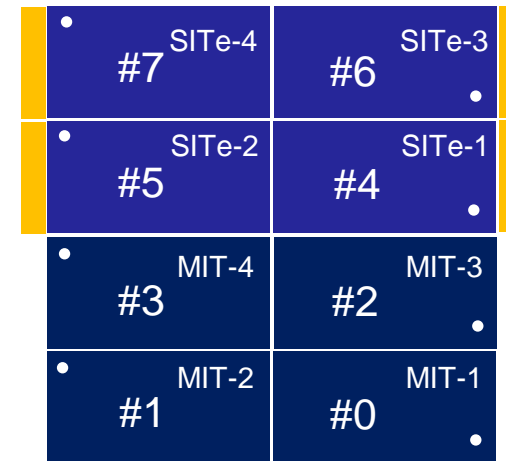 SITe-4
#7
SITe-3
#6
SITe-2
#5
SITe-1
#4
MIT-4
#3
MIT-3
#2
MIT-2
#1
MIT-1
#0